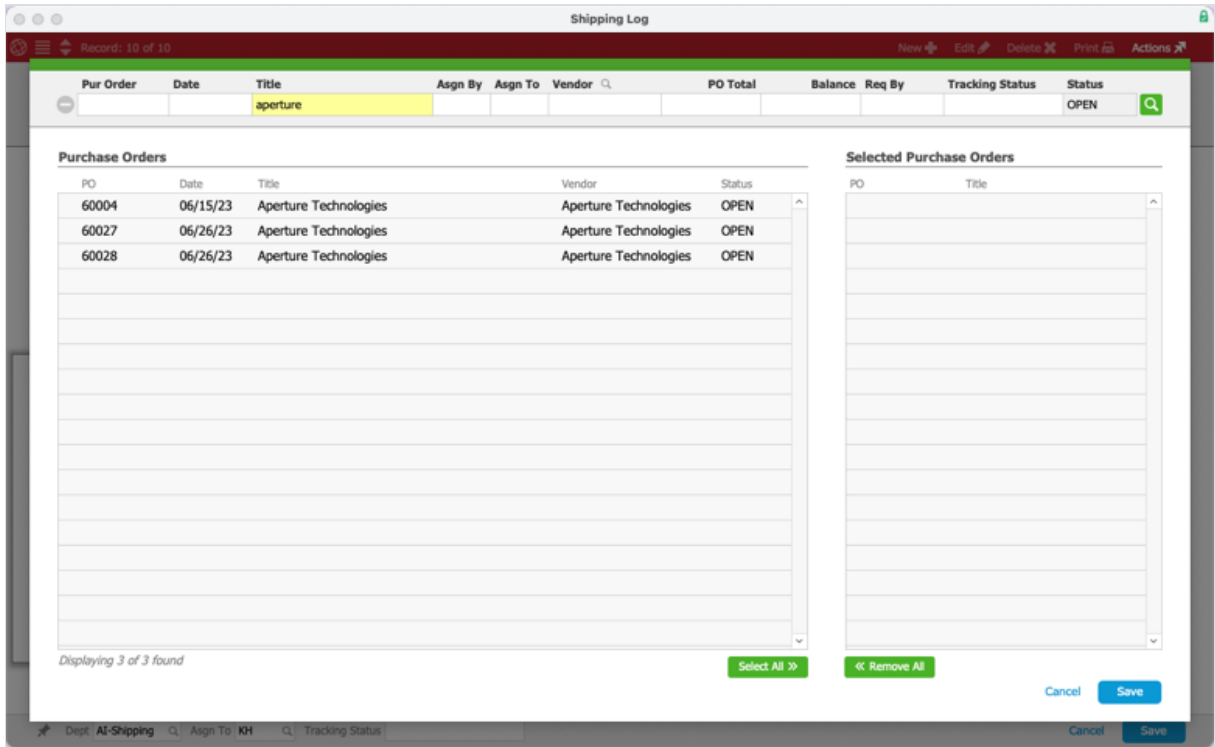 Shipping Log
Record: 10 of 10 New Edit Delete Print Actions
Pur Order Date Title Asgn By Asgn To Vendor PO Total Balance Req By Tracking Status Status
aperture OPEN
Purchase Orders
PO Date Title Vendor Status
60004 06/15/23 Aperture Technologies Aperture Technologies OPEN
60027 06/26/23 Aperture Technologies Aperture Technologies OPEN
60028 06/26/23 Aperture Technologies Aperture Technologies OPEN
Displaying 3 of 3 found
Select All »
Selected Purchase Orders
PO Title
« Remove All
Cancel Save
Dept AI-Shipping Asgn To KH Tracking Status Cancel Save